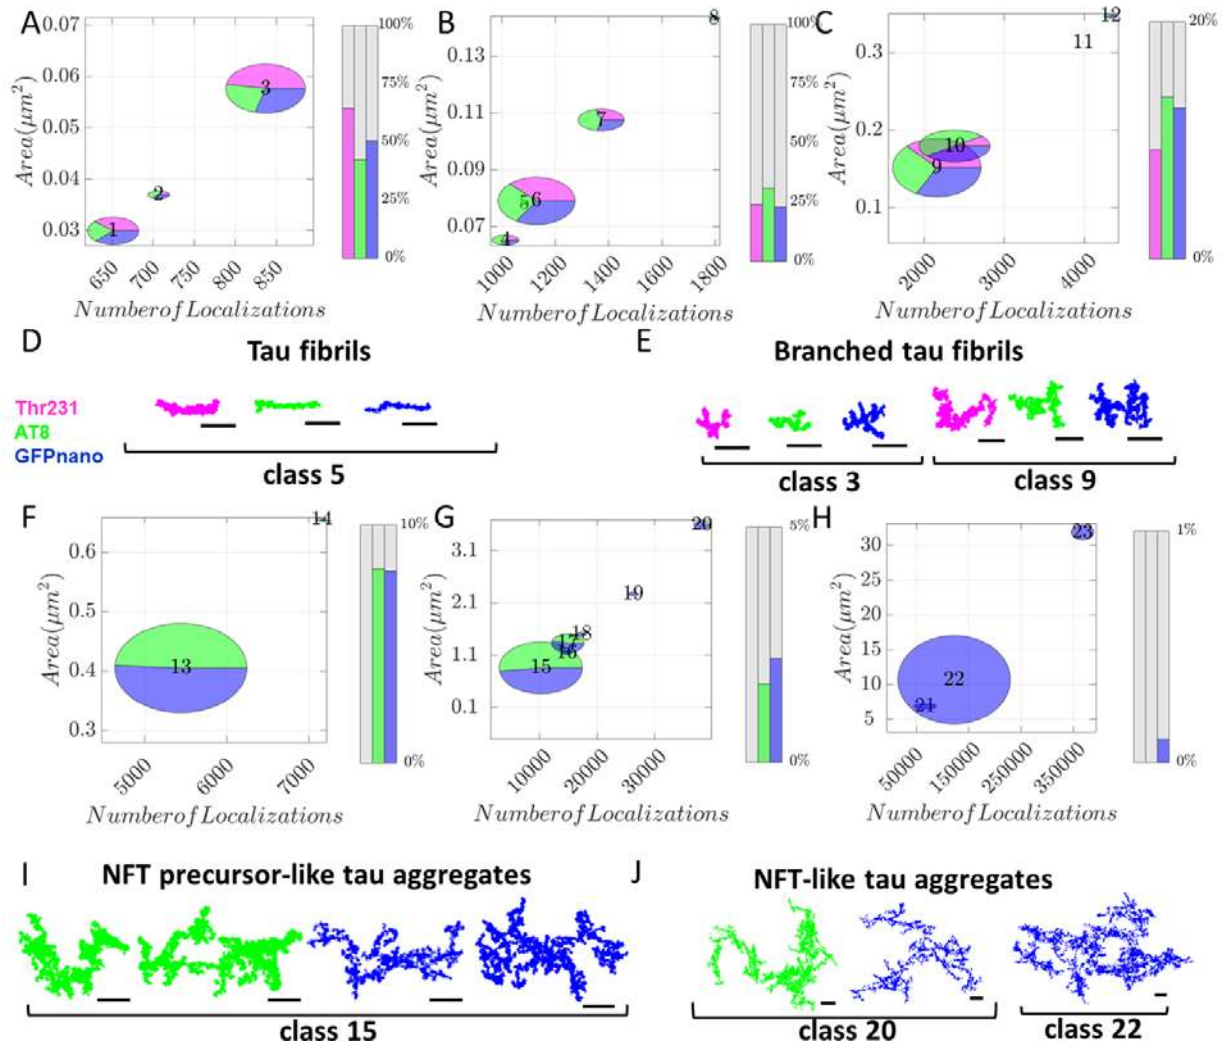 A
0.07
0.06
0.05
0.04
0.03
Area(μm²)
1
2
3
650
700
750
800
850
Number of Localizations
100%
75%
50%
25%
0%
B
0.13
0.11
0.09
0.07
Area(μm²)
4
5
6
7
8
1000
1200
1400
1600
1800
Number of Localizations
100%
75%
25%
0%
C
0.3
0.2
0.1
Area(μm²)
9
10
11
12
2000
3000
4000
Number of Localizations
20%
0%
D
Tau fibrils
Thr231
AT8
GFPnano
class 5
E
Branched tau fibrils
class 3
class 9
F
0.6
0.5
0.4
0.3
Area(μm²)
13
14
5000
6000
7000
Number of Localizations
10%
0%
G
3.1
2.1
1.1
0.1
Area(μm²)
15
16
17
18
19
20
10000
20000
30000
Number of Localizations
5%
0%
H
30
25
20
15
10
5
Area(μm²)
21
22
23
50000
150000
250000
350000
Number of Localizations
1%
0%
I
NFT precursor-like tau aggregates
class 15
J
NFT-like tau aggregates
class 20
class 22